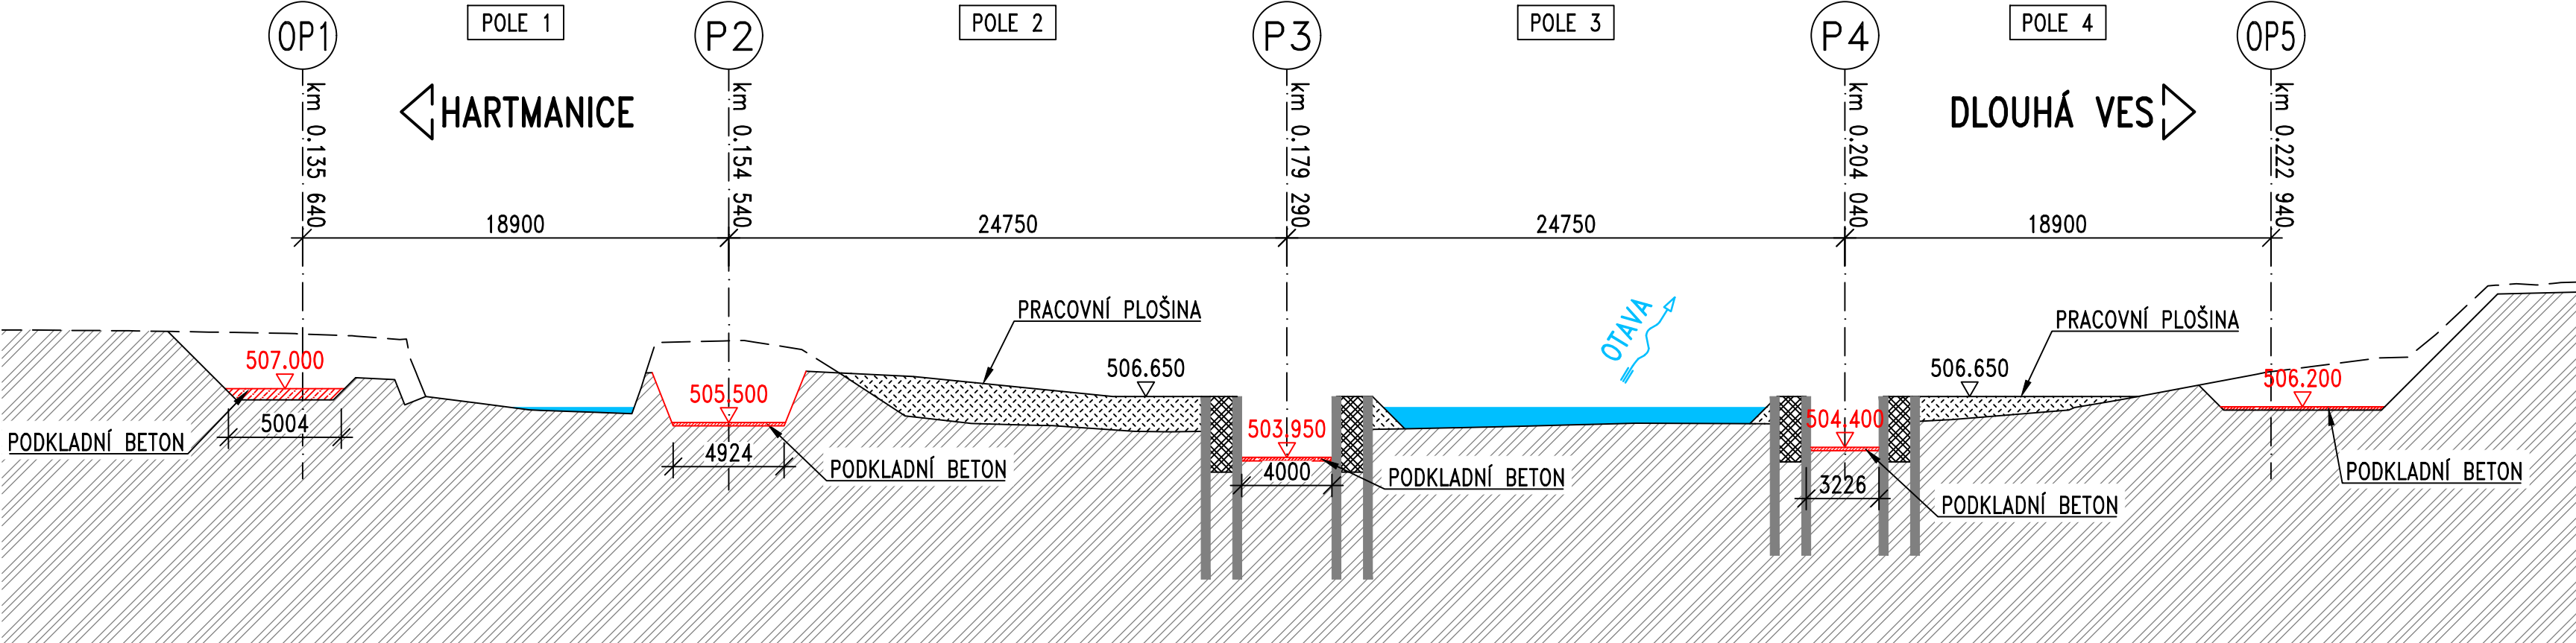 OP1
POLE 1
P2
POLE 2
P3
POLE 3
P4
POLE 4
OP5
km 0.135 640
HARTMANICE
km 0.154 540
km 0.179 290
km 0.204 040
DLOUHÁ VES
km 0.222 940
18900
24750
24750
18900
PRACOVNÍ PLOŠINA
OTAVA
PRACOVNÍ PLOŠINA
507.000
505.500
506.650
503.950
504.400
506.650
506.200
PODKLADNÍ BETON
5004
4924
PODKLADNÍ BETON
4000
PODKLADNÍ BETON
3226
PODKLADNÍ BETON
PODKLADNÍ BETON